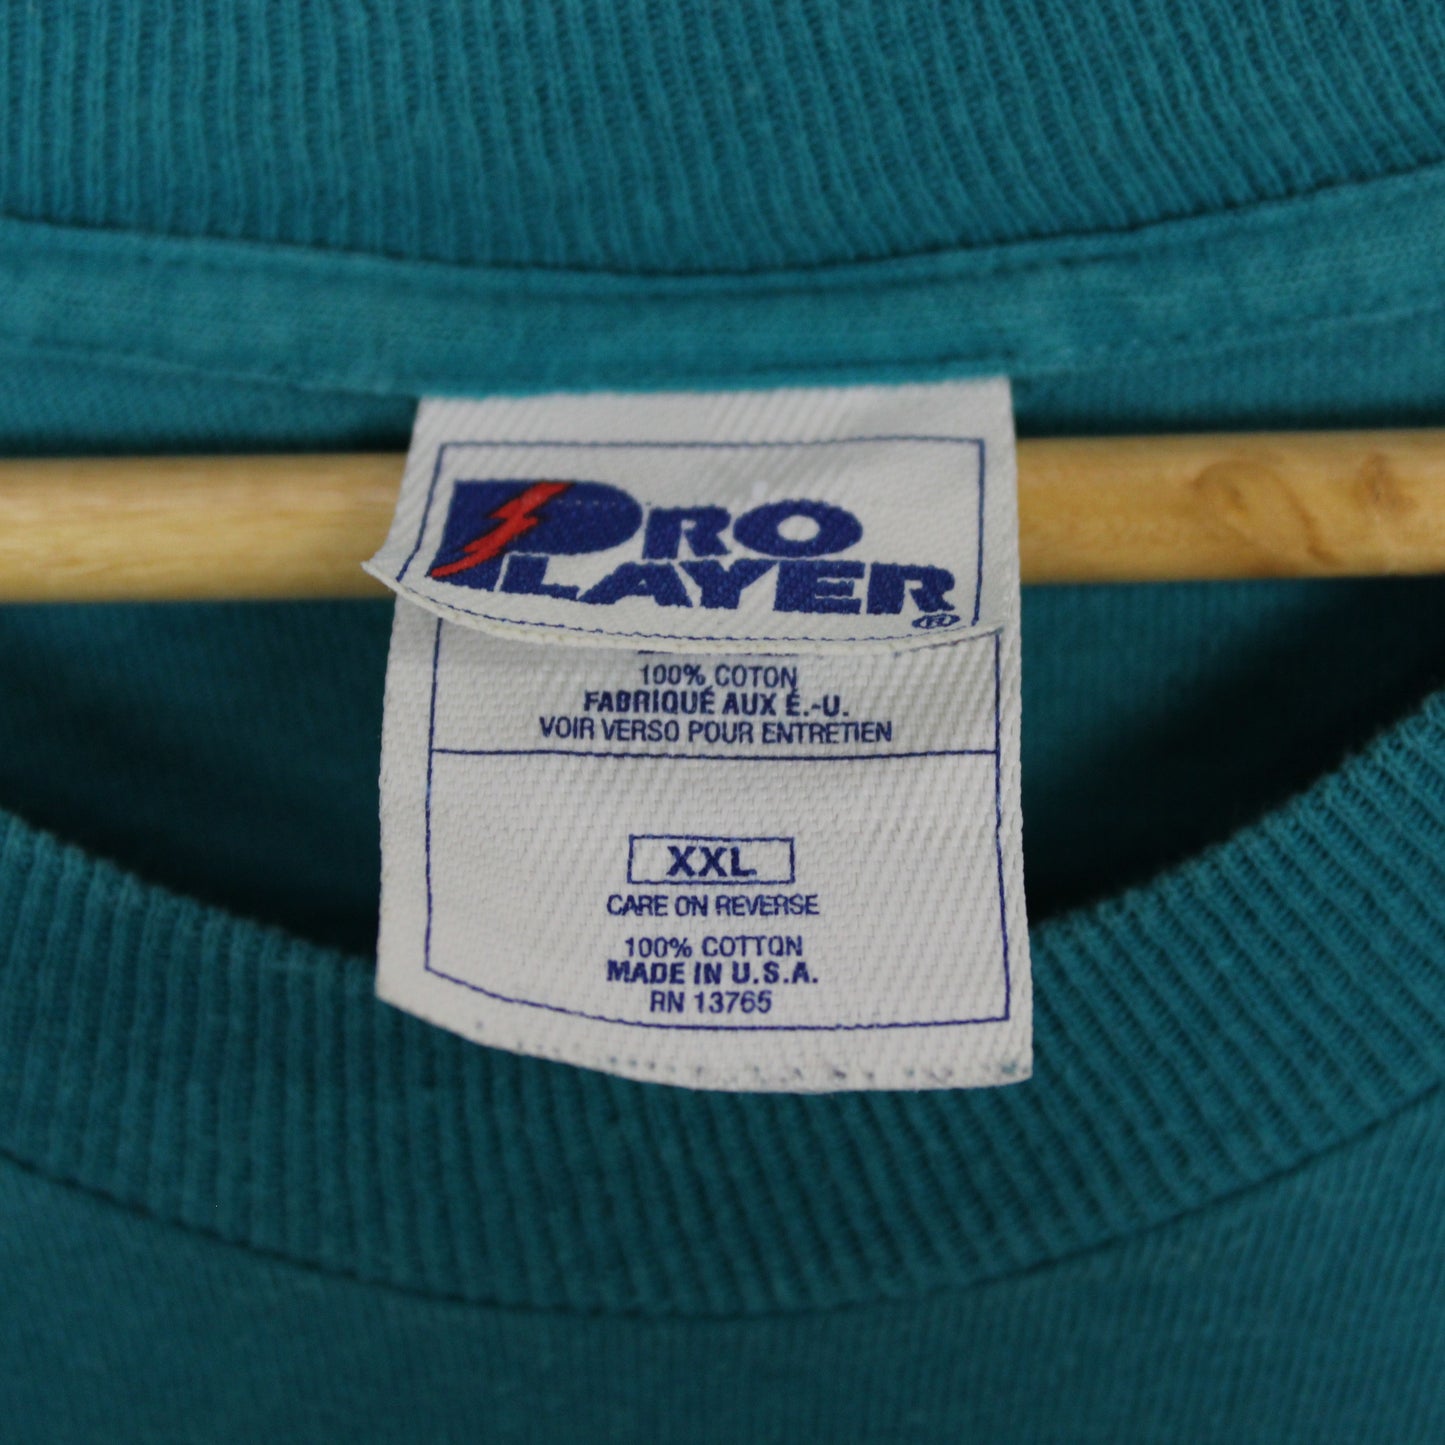 PRO
PLAYER
®
100% COTON
FABRIQUÉ AUX É.-U.
VOIR VERSO POUR ENTRETIEN
XXL
CARE ON REVERSE
100% COTTON
MADE IN U.S.A.
RN 13765